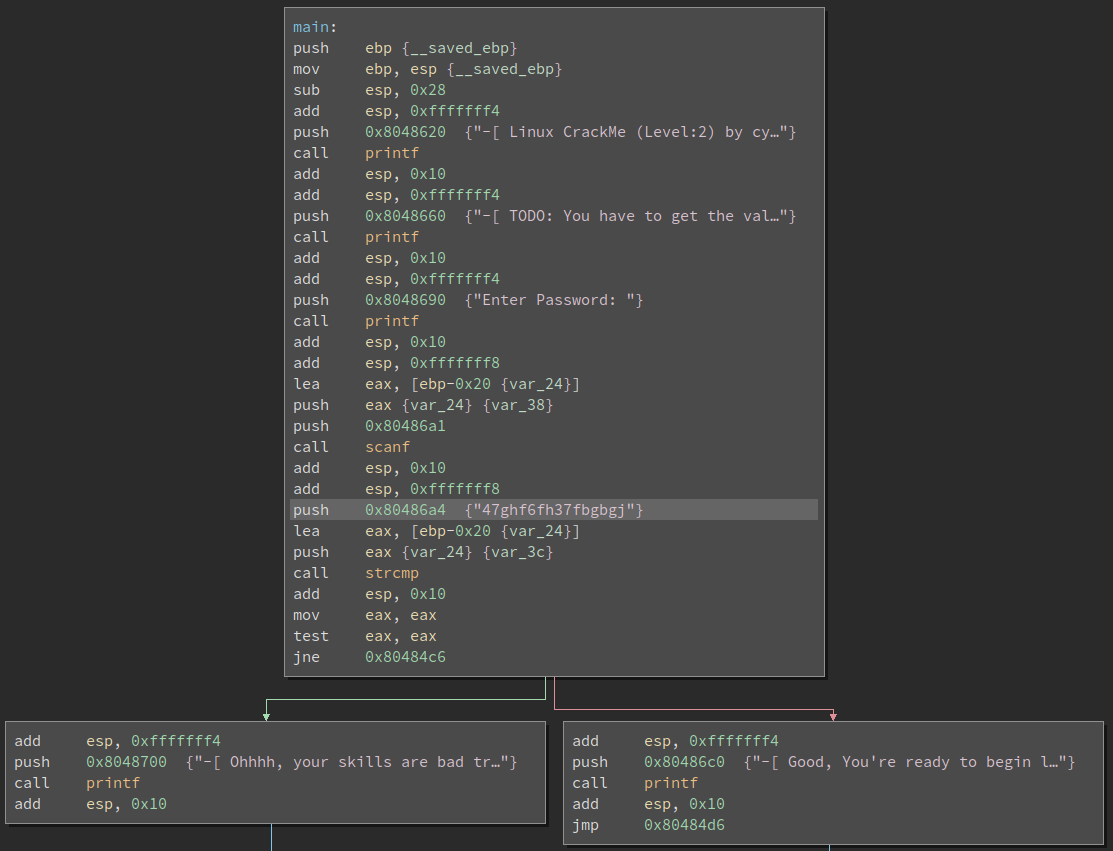 main:
push ebp {__saved_ebp}
mov ebp, esp {__saved_ebp}
sub esp, 0x28
add esp, 0xfffffff4
push 0x8048620 {"-[ Linux CrackMe (Level:2) by cy…"}
call printf
add esp, 0x10
add esp, 0xfffffff4
push 0x8048660 {"-[ TODO: You have to get the val…"}
call printf
add esp, 0x10
add esp, 0xfffffff4
push 0x8048690 {"Enter Password: "}
call printf
add esp, 0x10
add esp, 0xfffffff8
lea eax, [ebp-0x20 {var_24}]
push eax {var_24} {var_38}
push 0x80486a1
call scanf
add esp, 0x10
add esp, 0xfffffff8
push 0x80486a4 {"47ghf6fh37fbgbgj"}
lea eax, [ebp-0x20 {var_24}]
push eax {var_24} {var_3c}
call strcmp
add esp, 0x10
mov eax, eax
test eax, eax
jne 0x80484c6
add esp, 0xfffffff4
push 0x8048700 {"-[ Ohhhh, your skills are bad tr…"}
call printf
add esp, 0x10
add esp, 0xfffffff4
push 0x80486c0 {"-[ Good, You're ready to begin l…"}
call printf
add esp, 0x10
jmp 0x80484d6